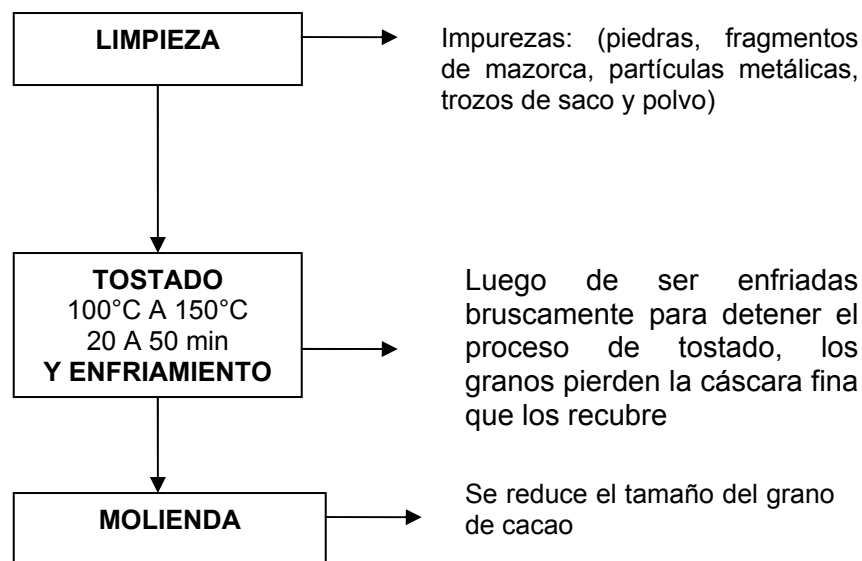 LIMPIEZA
Impurezas: (piedras, fragmentos
de mazorca, partículas metálicas,
trozos de saco y polvo)
TOSTADO
100°C A 150°C
20 A 50 min
Y ENFRIAMIENTO
Luego de ser enfriadas
bruscamente para detener el
proceso de tostado, los
granos pierden la cáscara fina
que los recubre
MOLIENDA
Se reduce el tamaño del grano
de cacao